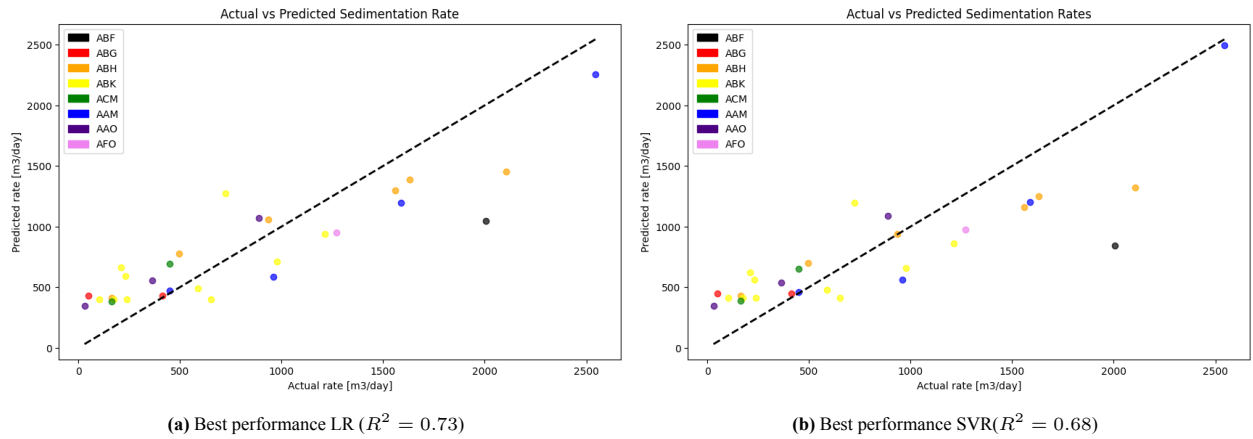 Actual vs Predicted Sedimentation Rate
ABF
ABG
ABH
ABK
ACM
AAM
AAO
AFO
2500
2000
1500
1000
500
0
Predicted rate [m3/day]
0 500 1000 1500 2000 2500
Actual rate [m3/day]
(a) Best performance LR (R² = 0.73)
Actual vs Predicted Sedimentation Rates
ABF
ABG
ABH
ABK
ACM
AAM
AAO
AFO
2500
2000
1500
1000
500
0
Predicted rate [m3/day]
0 500 1000 1500 2000 2500
Actual rate [m3/day]
(b) Best performance SVR(R² = 0.68)